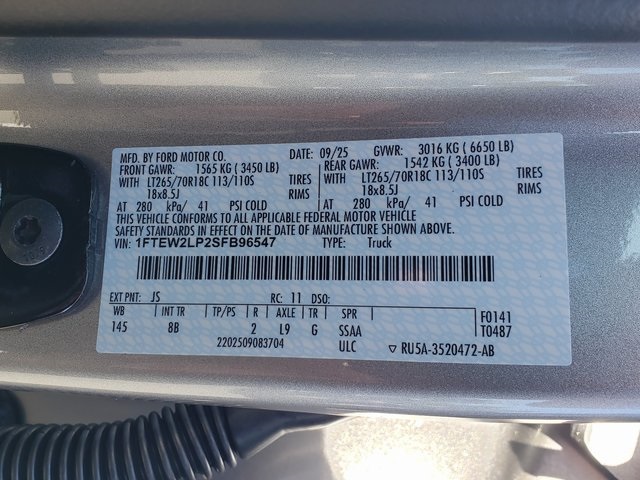 MFD. BY FORD MOTOR CO. DATE: 09/25 GVWR: 3016 KG ( 6650 LB)
FRONT GAWR: 1565 KG ( 3450 LB) REAR GAWR: 1542 KG ( 3400 LB)
WITH LT265/70R18C 113/110S TIRES WITH LT265/70R18C 113/110S TIRES
18x8.5J RIMS 18x8.5J RIMS
AT 280 kPa/ 41 PSI COLD AT 280 kPa/ 41 PSI COLD
THIS VEHICLE CONFORMS TO ALL APPLICABLE FEDERAL MOTOR VEHICLE
SAFETY STANDARDS IN EFFECT ON THE DATE OF MANUFACTURE SHOWN ABOVE.
VIN: 1FTEW2LP2SFB96547 TYPE: Truck
EXT PNT: JS RC: 11 DSO:
WB INT TR TP/PS R AXLE TR SPR F0141
145 8B 2 L9 G SSAA T0487
2202509083704 ULC ▽ RU5A-3520472-AB